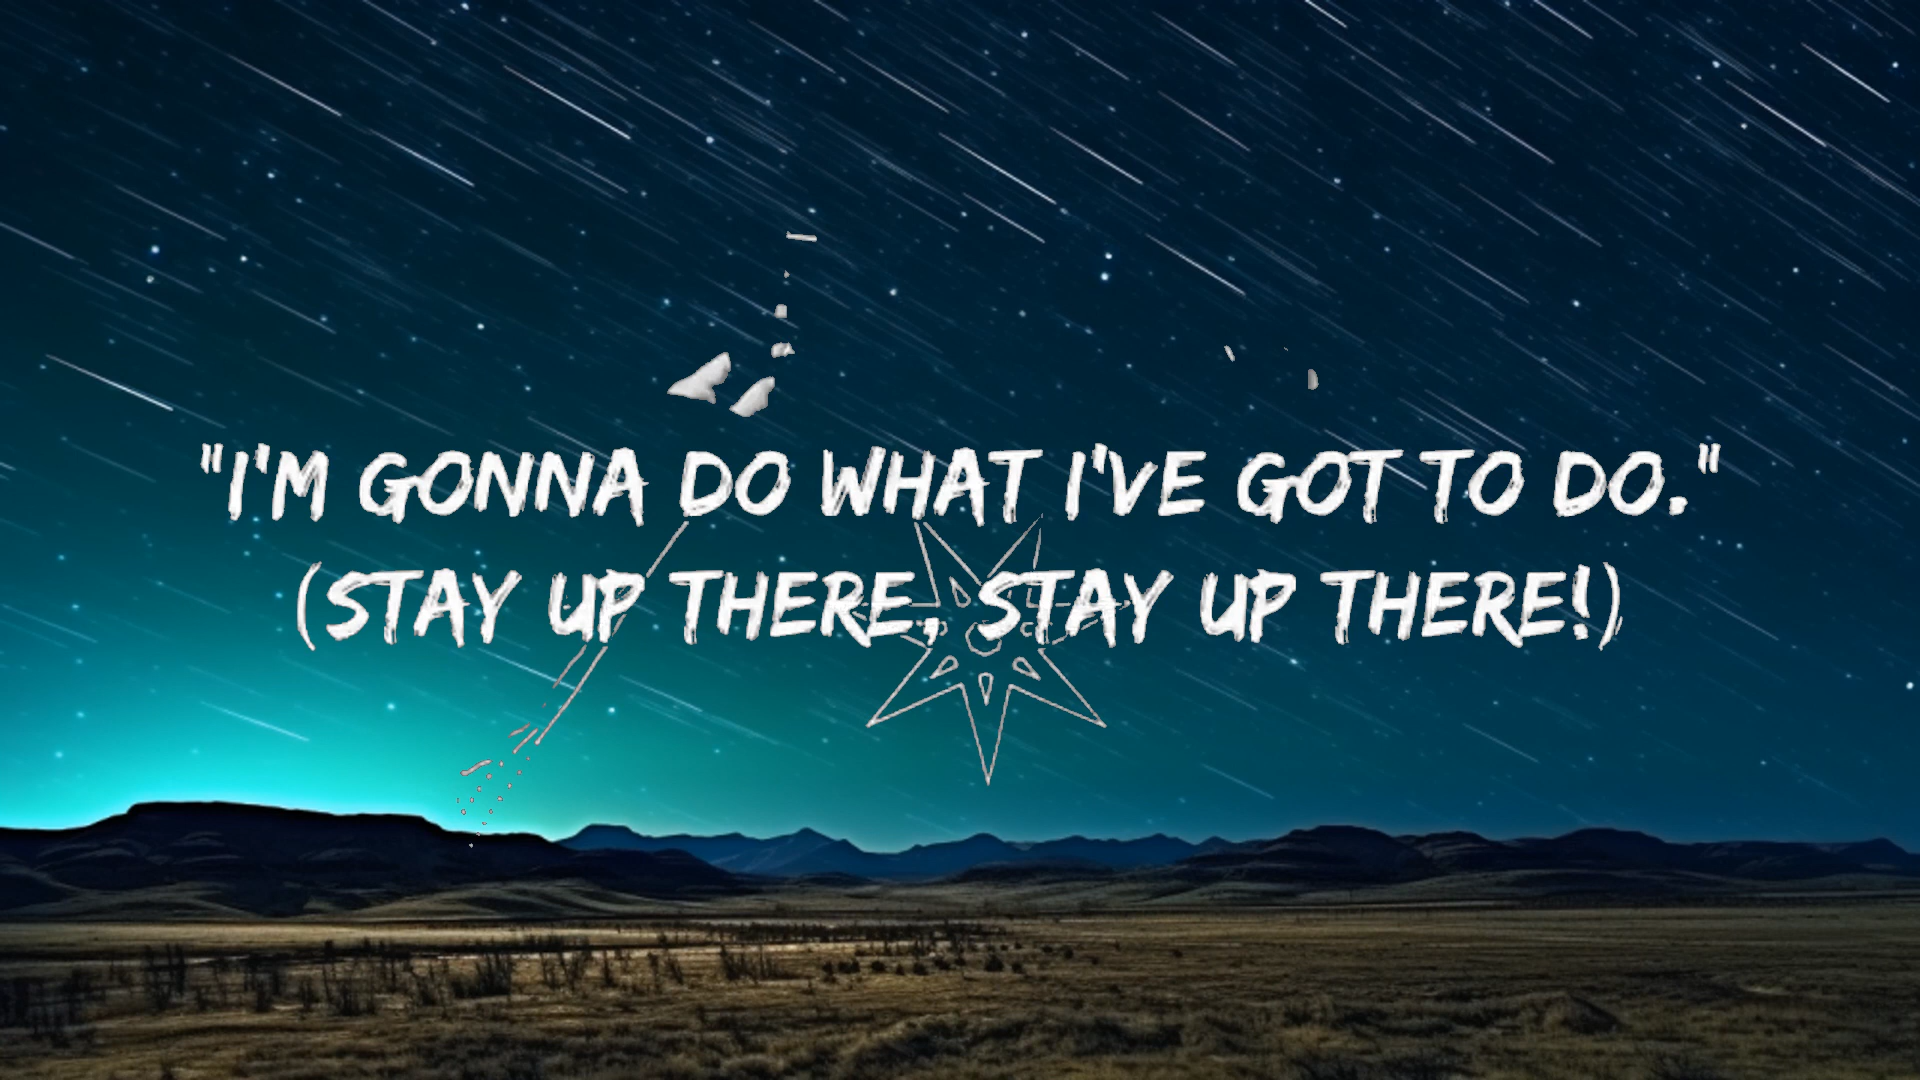 "I'M GONNA DO WHAT I'VE GOT TO DO."
(STAY UP THERE, STAY UP THERE!)